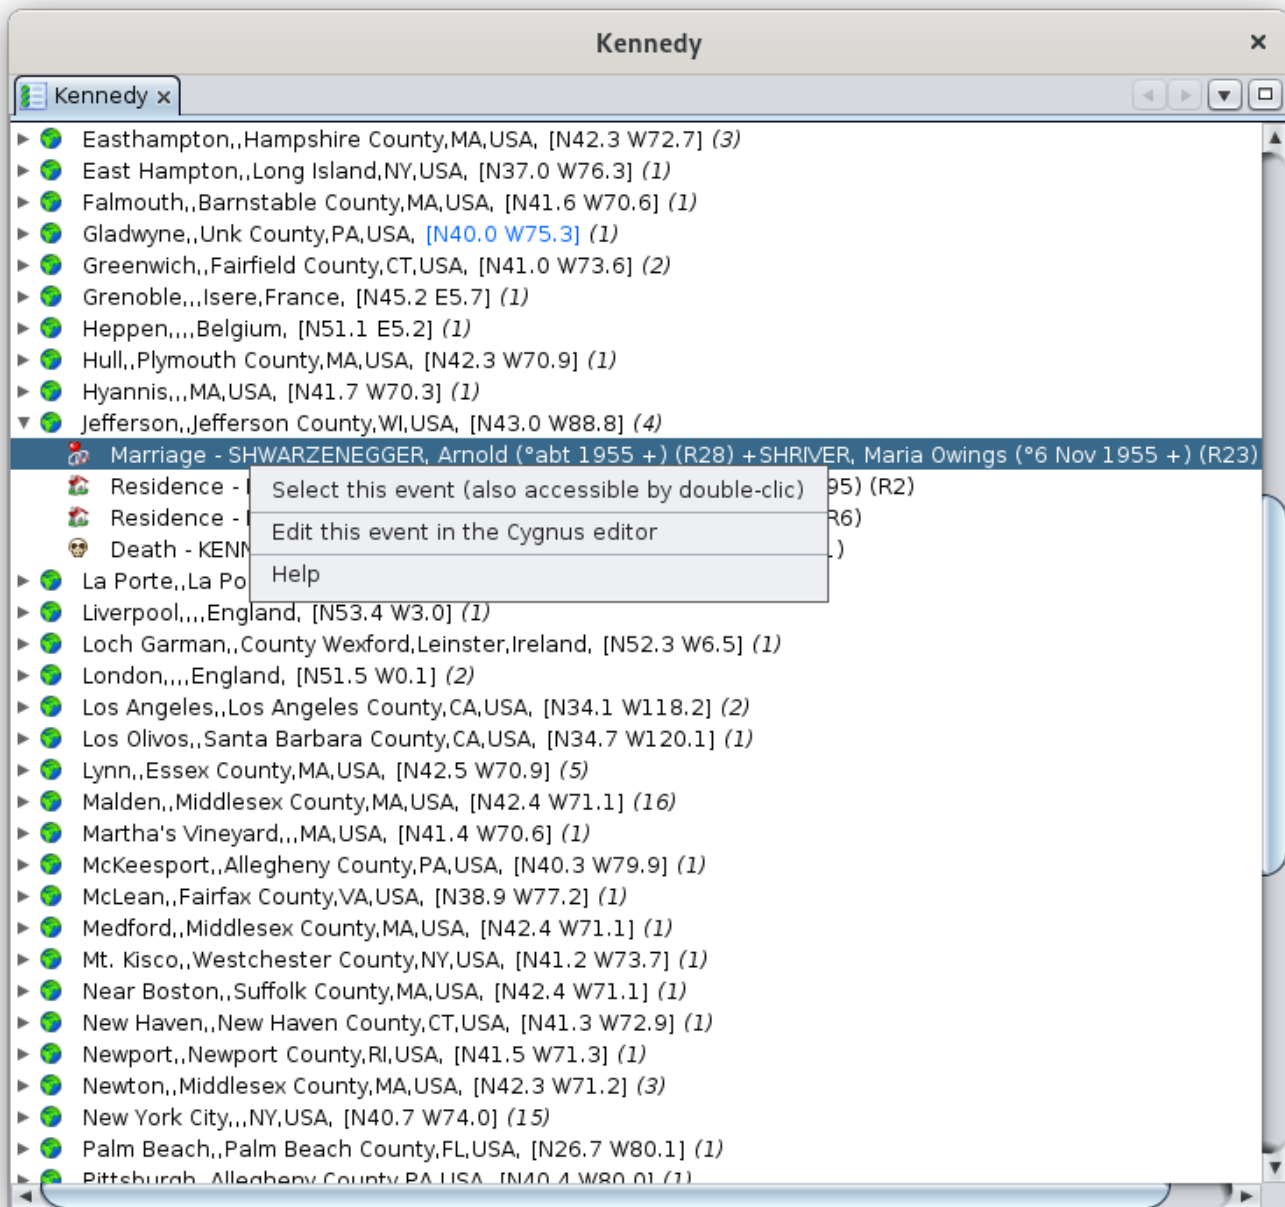 Kennedy
Kennedy
Easthampton,,Hampshire County,MA,USA, [N42.3 W72.7] (3)
East Hampton,,Long Island,NY,USA, [N37.0 W76.3] (1)
Falmouth,,Barnstable County,MA,USA, [N41.6 W70.6] (1)
Gladwyne,,Unk County,PA,USA, [N40.0 W75.3] (1)
Greenwich,,Fairfield County,CT,USA, [N41.0 W73.6] (2)
Grenoble,,,Isere,France, [N45.2 E5.7] (1)
Heppen,,,,Belgium, [N51.1 E5.2] (1)
Hull,,Plymouth County,MA,USA, [N42.3 W70.9] (1)
Hyannis,,,MA,USA, [N41.7 W70.3] (1)
Jefferson,,Jefferson County,WI,USA, [N43.0 W88.8] (4)
Marriage - SHWARZENEGGER, Arnold (°abt 1955 +) (R28) +SHRIVER, Maria Owings (°6 Nov 1955 +) (R23)
Residence - 95) (R2)
Select this event (also accessible by double-clic)
Residence - R6)
Edit this event in the Cygnus editor
Death - KENN )
Help
La Porte,,La Po
Liverpool,,,,England, [N53.4 W3.0] (1)
Loch Garman,,County Wexford,Leinster,Ireland, [N52.3 W6.5] (1)
London,,,,England, [N51.5 W0.1] (2)
Los Angeles,,Los Angeles County,CA,USA, [N34.1 W118.2] (2)
Los Olivos,,Santa Barbara County,CA,USA, [N34.7 W120.1] (1)
Lynn,,Essex County,MA,USA, [N42.5 W70.9] (5)
Malden,,Middlesex County,MA,USA, [N42.4 W71.1] (16)
Martha's Vineyard,,,MA,USA, [N41.4 W70.6] (1)
McKeesport,,Allegheny County,PA,USA, [N40.3 W79.9] (1)
McLean,,Fairfax County,VA,USA, [N38.9 W77.2] (1)
Medford,,Middlesex County,MA,USA, [N42.4 W71.1] (1)
Mt. Kisco,,Westchester County,NY,USA, [N41.2 W73.7] (1)
Near Boston,,Suffolk County,MA,USA, [N42.4 W71.1] (1)
New Haven,,New Haven County,CT,USA, [N41.3 W72.9] (1)
Newport,,Newport County,RI,USA, [N41.5 W71.3] (1)
Newton,,Middlesex County,MA,USA, [N42.3 W71.2] (3)
New York City,,,NY,USA, [N40.7 W74.0] (15)
Palm Beach,,Palm Beach County,FL,USA, [N26.7 W80.1] (1)
Pittsburgh,,Allegheny County,PA,USA, [N40.4 W80.0] (1)